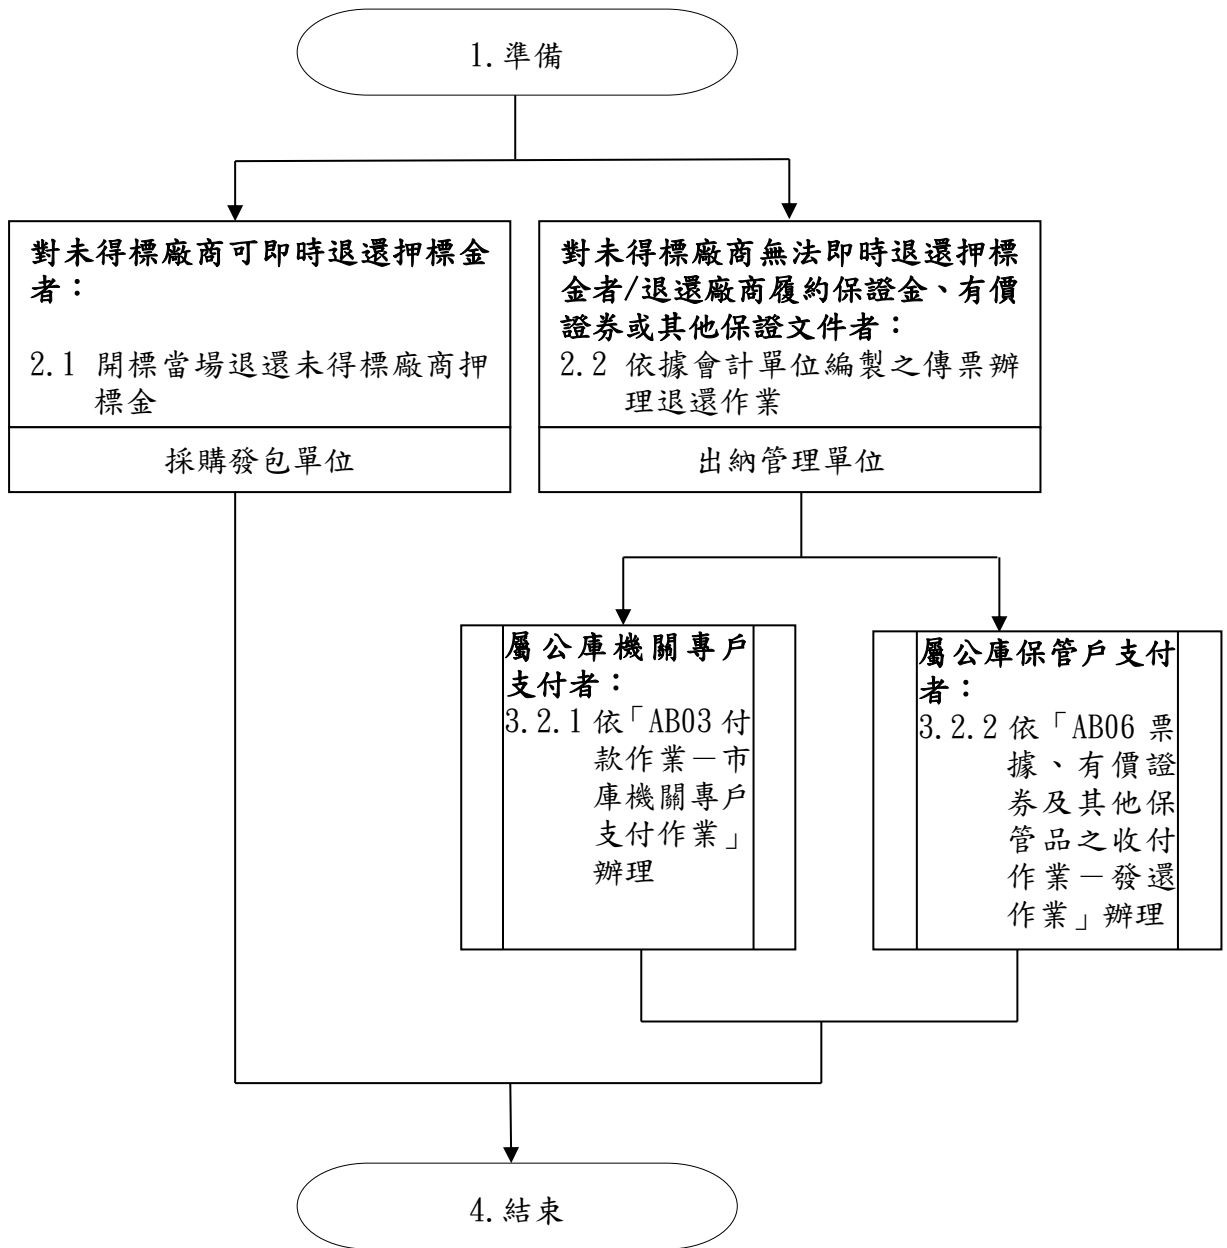 1.準備
對未得標廠商可即時退還押標金
者：
2.1 開標當場退還未得標廠商押
標金
採購發包單位
對未得標廠商無法即時退還押標
金者/退還廠商履約保證金、有價
證券或其他保證文件者：
2.2 依據會計單位編製之傳票辦
理退還作業
出納管理單位
屬公庫機關專戶
支付者：
3.2.1 依「AB03 付
款作業－市
庫機關專戶
支付作業」
辦理
屬公庫保管戶支付
者：
3.2.2 依「AB06 票
據、有價證
券及其他保
管品之收付
作業－發還
作業」辦理
4.結束